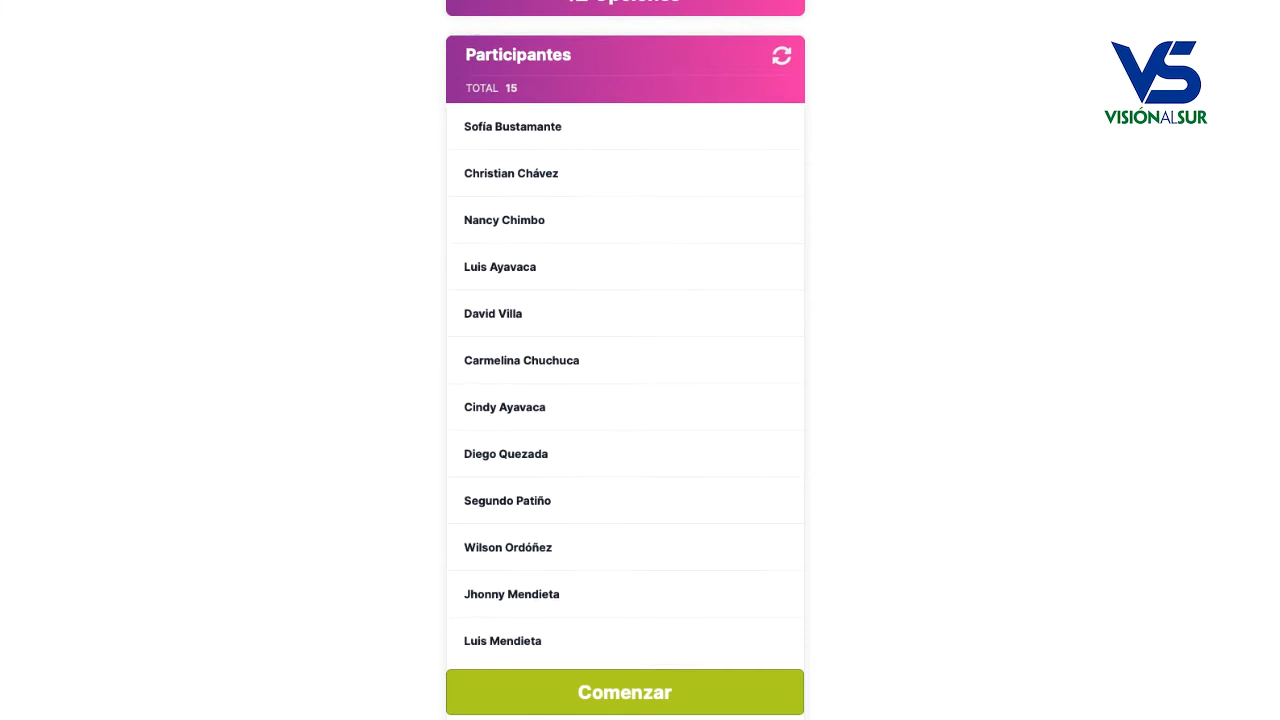 Participantes
TOTAL 15
Sofía Bustamante
Christian Chávez
Nancy Chimbo
Luis Ayavaca
David Villa
Carmelina Chuchuca
Cindy Ayavaca
Diego Quezada
Segundo Patiño
Wilson Ordóñez
Jhonny Mendieta
Luis Mendieta
Comenzar
VS
VISIÓNALSUR